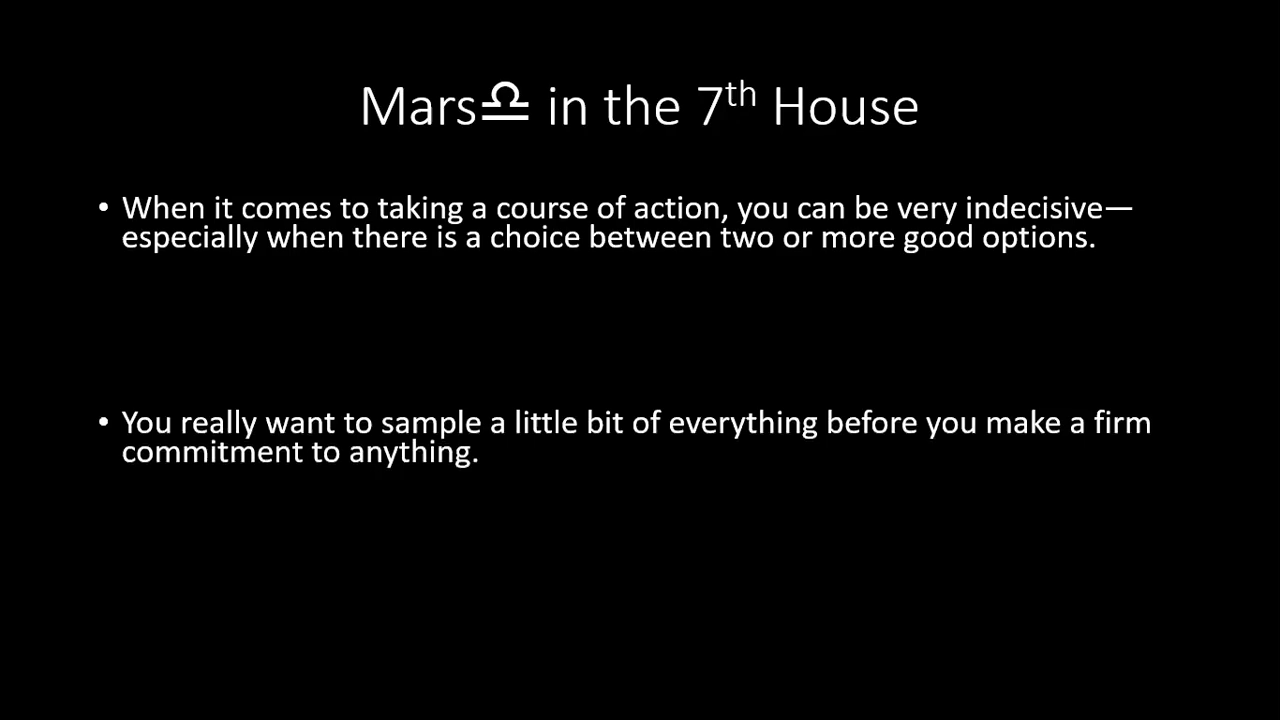 Mars♎ in the 7th House
• When it comes to taking a course of action, you can be very indecisive—
especially when there is a choice between two or more good options.
• You really want to sample a little bit of everything before you make a firm
commitment to anything.